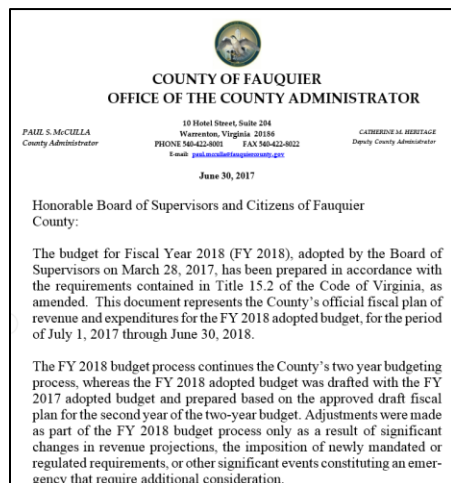 COUNTY OF FAUQUIER
OFFICE OF THE COUNTY ADMINISTRATOR
PAUL S. McCULLA
County Administrator
10 Hotel Street, Suite 204
Warrenton, Virginia 20186
PHONE 540-422-8001 FAX 540-422-8022
E-mail: paul.mcculla@fauquiercounty.gov
CATHERINE M. HERITAGE
Deputy County Administrator
June 30, 2017
Honorable Board of Supervisors and Citizens of Fauquier
County:
The budget for Fiscal Year 2018 (FY 2018), adopted by the Board of
Supervisors on March 28, 2017, has been prepared in accordance with
the requirements contained in Title 15.2 of the Code of Virginia, as
amended. This document represents the County's official fiscal plan of
revenue and expenditures for the FY 2018 adopted budget, for the period
of July 1, 2017 through June 30, 2018.
The FY 2018 budget process continues the County's two year budgeting
process, whereas the FY 2018 adopted budget was drafted with the FY
2017 adopted budget and prepared based on the approved draft fiscal
plan for the second year of the two-year budget. Adjustments were made
as part of the FY 2018 budget process only as a result of significant
changes in revenue projections, the imposition of newly mandated or
regulated requirements, or other significant events constituting an emer-
gency that require additional consideration.